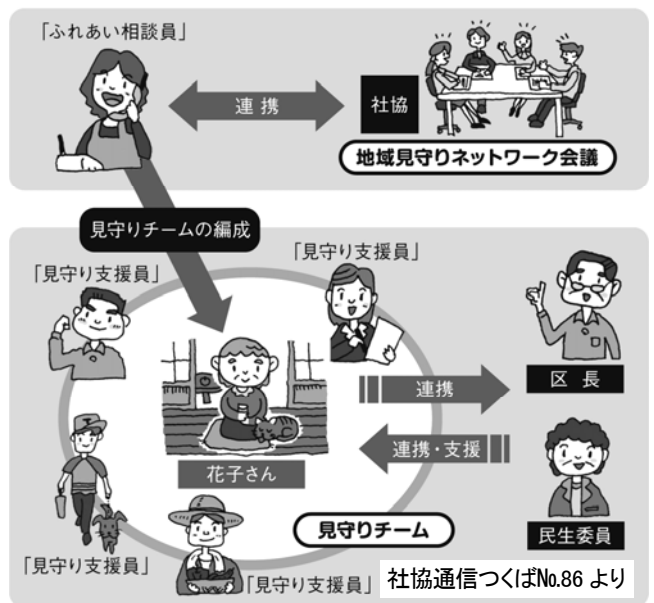 「ふれあい相談員」
連携
社協
地域見守りネットワーク会議
見守りチームの編成
「見守り支援員」
「見守り支援員」
連携
区長
連携・支援
花子さん
民生委員
見守りチーム
「見守り支援員」
「見守り支援員」
社協通信つくば№86 より